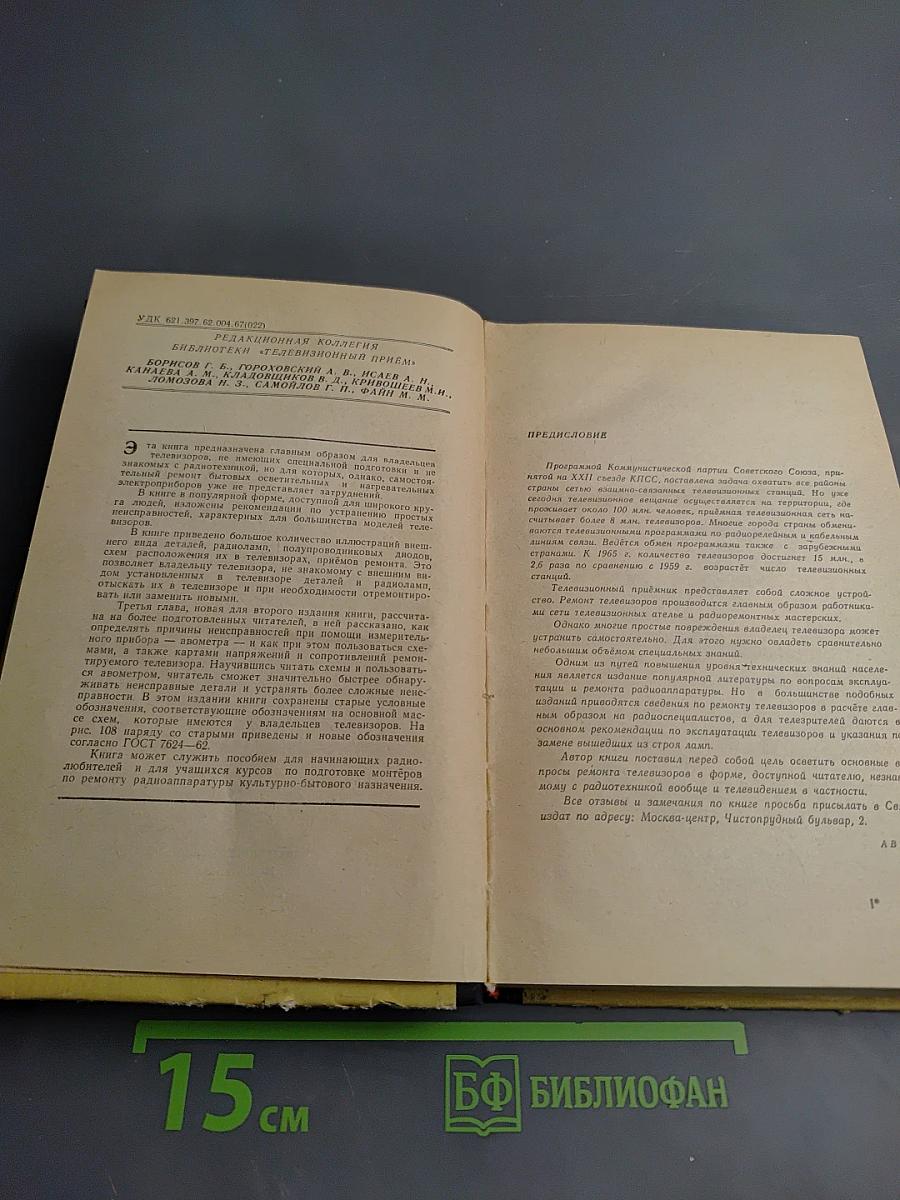 УДК 621.397.62.004.67(022)
РЕДАКЦИОННАЯ КОЛЛЕГИЯ
БИБЛИОТЕКИ «ТЕЛЕВИЗИОННЫЙ ПРИЁМ»
БОРИСОВ Г. Б., ГОРОХОВСКИЙ А. В., ИСАЕВ А. Н.,
КАНАЕВА А. М., КЛАДОВЩИКОВ В. Д., КРИВОШЕЕВ М.И.,
ЛОМОЗОВА Н. З., САМОЙЛОВ Г. П., ФАЙН М. М.
Эта книга предназначена главным образом для владельцев
телевизоров, не имеющих специальной подготовки и не
знакомых с радиотехникой, но для которых, однако, самостоя-
тельный ремонт бытовых осветительных и нагревательных
электроприборов уже не представляет затруднений.
В книге в популярной форме, доступной для широкого кру-
га людей, изложены рекомендации по устранению простых
неисправностей, характерных для большинства моделей теле-
визоров.
В книге приведено большое количество иллюстраций внеш-
него вида деталей, радиоламп, полупроводниковых диодов,
схем расположения их в телевизорах, приёмов ремонта. Это
позволяет владельцу телевизора, не знакомому с внешним ви-
дом установленных в телевизоре деталей и радиоламп,
отыскать их в телевизоре и при необходимости отремонтиро-
вать или заменить новыми.
Третья глава, новая для второго издания книги, рассчита-
на на более подготовленных читателей, в ней рассказано, как
определять причины неисправностей при помощи измеритель-
ного прибора — авометра — и как при этом пользоваться схе-
мами, а также картами напряжений и сопротивлений ремон-
тируемого телевизора. Научившись читать схемы и пользовать-
ся авометром, читатель сможет значительно быстрее обнару-
живать неисправные детали и устранять более сложные неис-
правности. В этом издании книги сохранены старые условные
обозначения, соответствующие обозначениям на основной мас-
се схем, которые имеются у владельцев телевизоров. На
рис. 108 наряду со старыми приведены и новые обозначения
согласно ГОСТ 7624—62.
Книга может служить пособием для начинающих радио-
любителей и для учащихся курсов по подготовке монтёров
по ремонту радиоаппаратуры культурно-бытового назначения.
ПРЕДИСЛОВИЕ
Программой Коммунистической партии Советского Союза, при-
нятой на XXII съезде КПСС, поставлена задача охватить все районы
страны сетью взаимно-связанных телевизионных станций. Но уже
сегодня телевизионное вещание осуществляется на территории, где
проживает около 100 млн. человек, приёмная телевизионная сеть на-
считывает более 8 млн. телевизоров. Многие города страны обмени-
ваются телевизионными программами по радиорелейным и кабельным
линиям связи. Ведётся обмен программами также с зарубежными
странами. К 1965 г. количество телевизоров достигнет 15 млн., в
2,6 раза по сравнению с 1959 г. возрастёт число телевизионных
станций.
Телевизионный приёмник представляет собой сложное устрой-
ство. Ремонт телевизоров производится главным образом работника-
ми сети телевизионных ателье и радиоремонтных мастерских.
Однако многие простые повреждения владелец телевизора может
устранить самостоятельно. Для этого нужно овладеть сравнительно
небольшим объёмом специальных знаний.
Одним из путей повышения уровня технических знаний населе-
ния является издание популярной литературы по вопросам эксплуа-
тации и ремонта радиоаппаратуры. Но в большинстве подобных
изданий приводятся сведения по ремонту телевизоров в расчёте глав-
ным образом на радиоспециалистов, а для телезрителей даются в
основном рекомендации по эксплуатации телевизоров и указания по
замене вышедших из строя ламп.
Автор книги поставил перед собой цель осветить основные в
просы ремонта телевизоров в форме, доступной читателю, незнак
мому с радиотехникой вообще и телевидением в частности.
Все отзывы и замечания по книге просьба присылать в Свя
издат по адресу: Москва-центр, Чистопрудный бульвар, 2.
АВ
1*
15 см
БФ БИБЛИОФАН